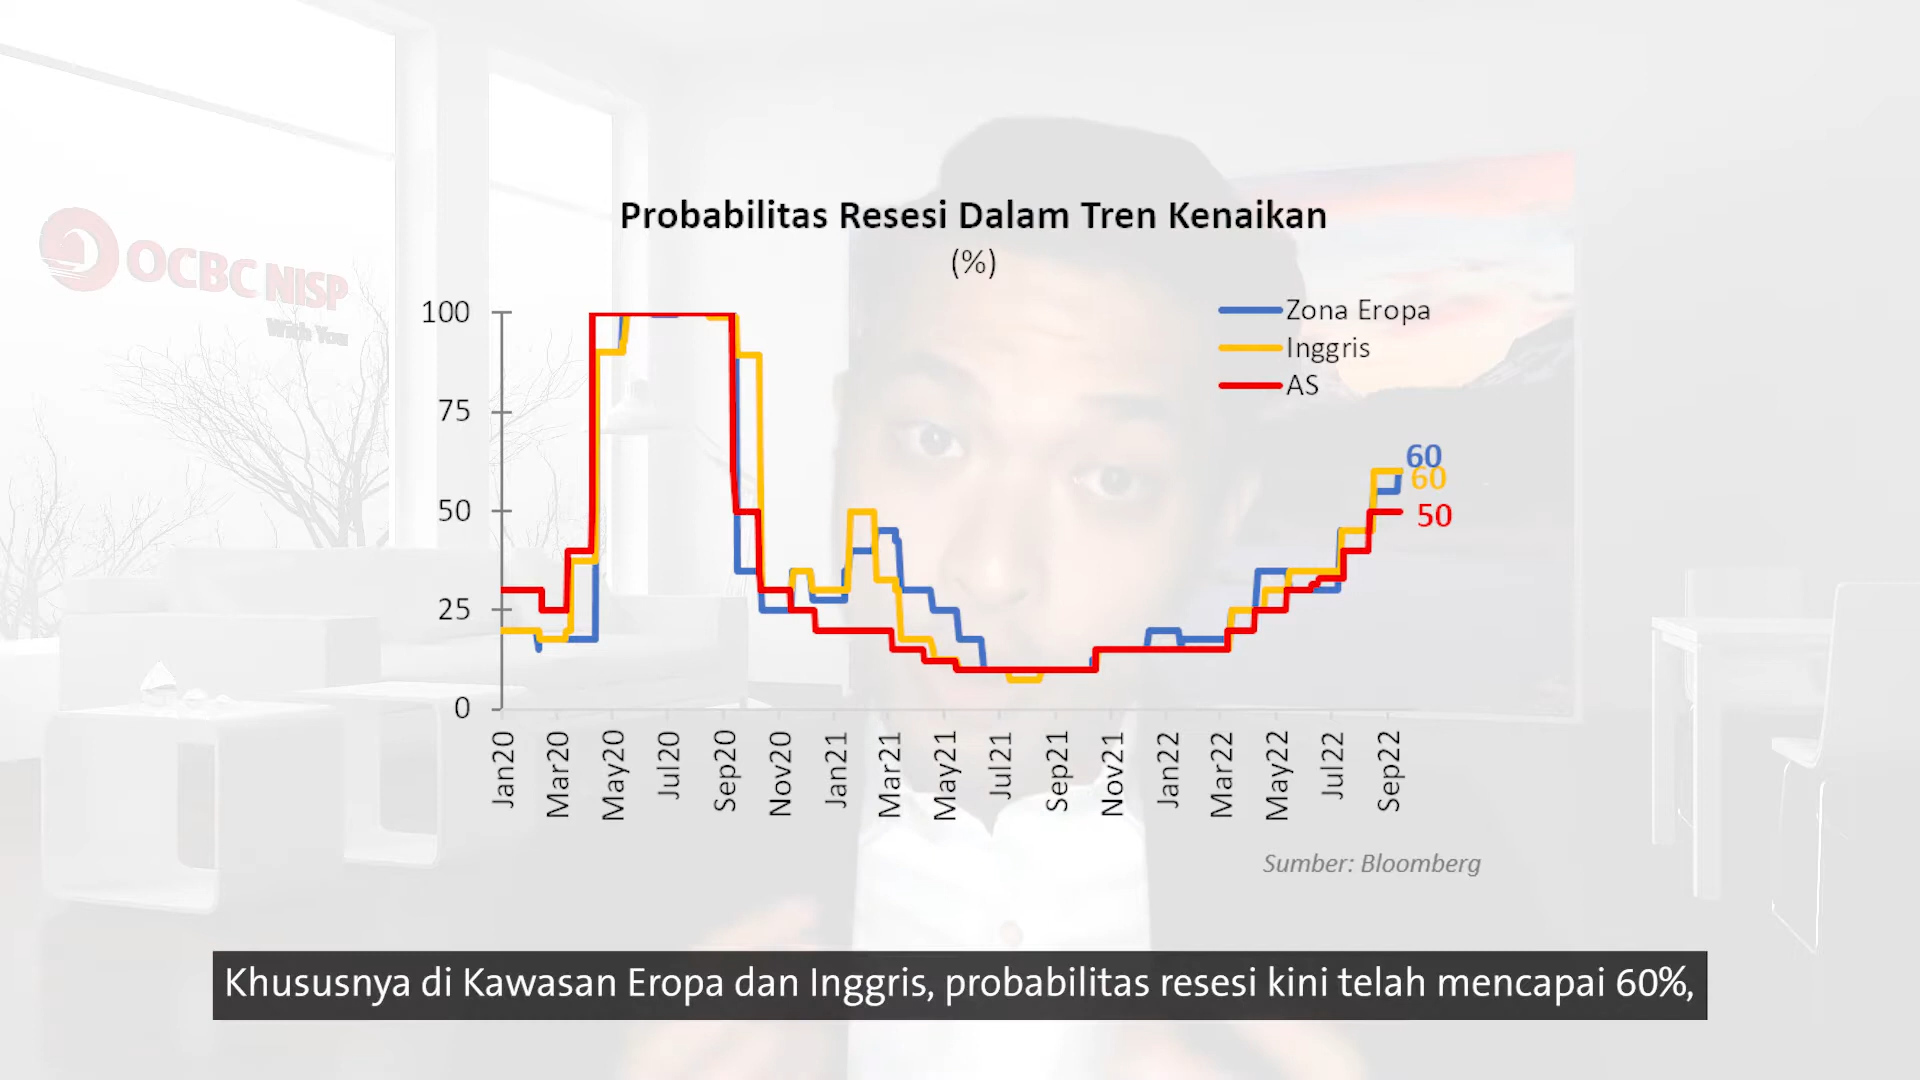 OCBC NISP
With You
Probabilitas Resesi Dalam Tren Kenaikan
(%)
Zona Eropa
Inggris
AS
100
75
50
25
0
60
60
50
Jan20
Mar20
May20
Jul20
Sep20
Nov20
Jan21
Mar21
May21
Jul21
Sep21
Nov21
Jan22
Mar22
May22
Jul22
Sep22
Sumber: Bloomberg
Khususnya di Kawasan Eropa dan Inggris, probabilitas resesi kini telah mencapai 60%,